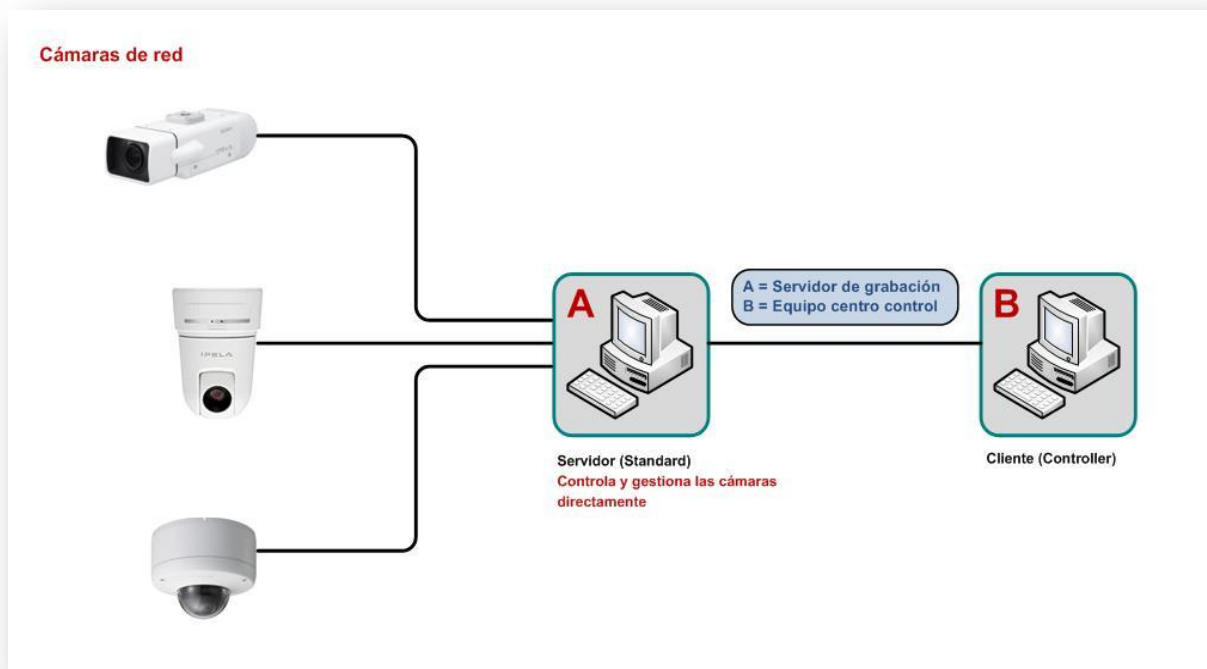 Cámaras de red
IPELA
IPELA
A
A = Servidor de grabación
B = Equipo centro control
B
Servidor (Standard)
Controla y gestiona las cámaras
directamente
Cliente (Controller)